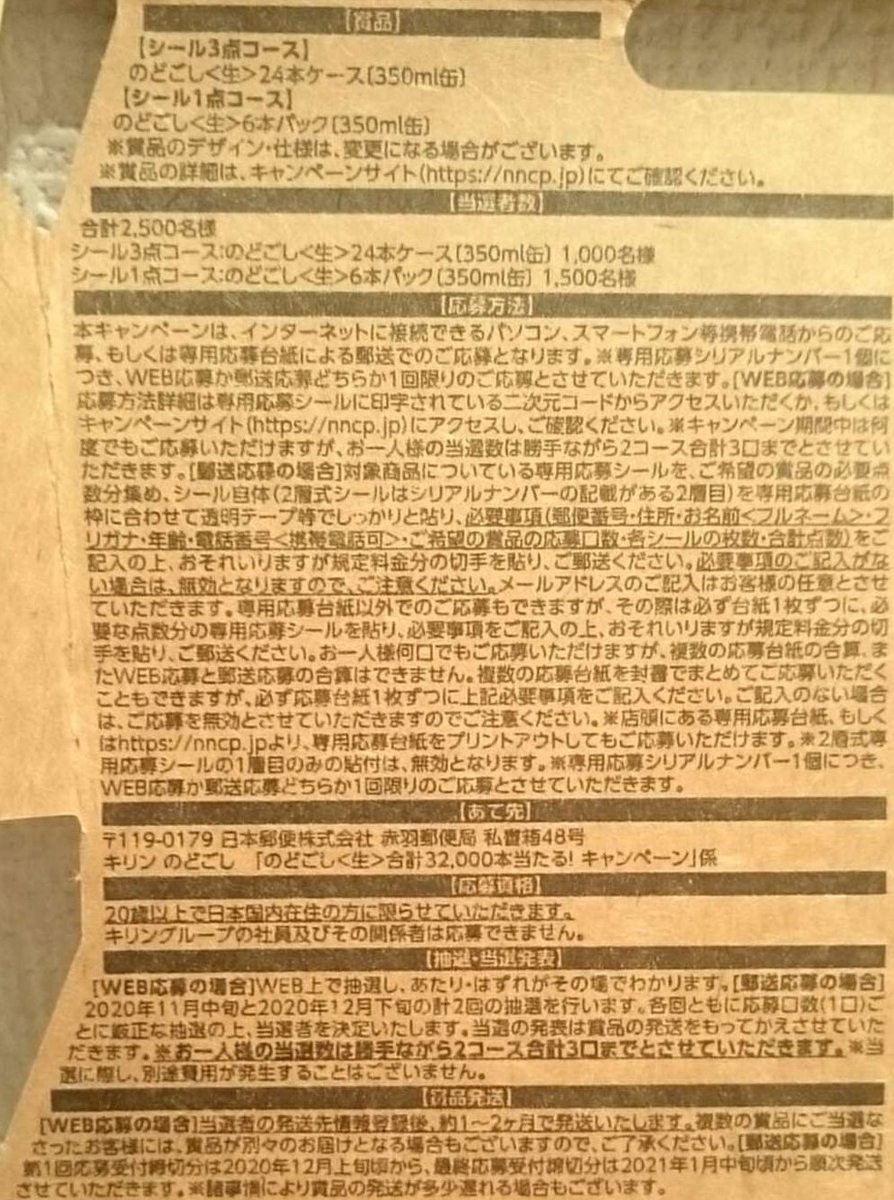 【賞品】
【シール3点コース】
のどごし<生>24本ケース〔350ml缶〕
【シール1点コース】
のどごし<生>6本パック〔350ml缶〕
※賞品のデザイン・仕様は、変更になる場合がございます。
※賞品の詳細は、キャンペーンサイト(https://nncp.jp)にてご確認ください。
【当選者数】
合計2,500名様
シール3点コース:のどごし<生>24本ケース〔350ml缶〕 1,000名様
シール1点コース:のどごし<生>6本パック〔350ml缶〕 1,500名様
【応募方法】
本キャンペーンは、インターネットに接続できるパソコン、スマートフォン等携帯電話からのご応
募、もしくは専用応募台紙による郵送でのご応募となります。※専用応募シリアルナンバー1個に
つき、WEB応募か郵送応募どちらか1回限りのご応募とさせていただきます。[WEB応募の場合]
応募方法詳細は専用応募シールに印字されている二次元コードからアクセスいただくか、もしくは
キャンペーンサイト(https://nncp.jp)にアクセスし、ご確認ください。※キャンペーン期間中は何
度でもご応募いただけますが、お一人様の当選数は勝手ながら2コース合計3口までとさせてい
ただきます。[郵送応募の場合]対象商品についている専用応募シールを、ご希望の賞品の必要点
数分集め、シール自体(2層式シールはシリアルナンバーの記載がある2層目)を専用応募台紙の
枠に合わせて透明テープ等でしっかりと貼り、必要事項(郵便番号・住所・お名前<フルネーム>・フ
リガナ・年齢・電話番号<携帯電話可>・ご希望の賞品の応募口数・各シールの枚数・合計点数)をご
記入の上、おそれいりますが規定料金分の切手を貼り、ご郵送ください。必要事項のご記入がな
い場合は、無効となりますので、ご注意ください。メールアドレスのご記入はお客様の任意とさせ
ていただきます。専用応募台紙以外でのご応募もできますが、その際は必ず台紙1枚ずつに、必
要な点数分の専用応募シールを貼り、必要事項をご記入の上、おそれいりますが規定料金分の切
手を貼り、ご郵送ください。お一人様何口でもご応募いただけますが、複数の応募台紙の合算、ま
たWEB応募と郵送応募の合算はできません。複数の応募台紙を封書でまとめてご応募いただく
こともできますが、必ず応募台紙1枚ずつに上記必要事項をご記入ください。ご記入のない場合
は、ご応募を無効とさせていただきますのでご注意ください。※店頭にある専用応募台紙、もしく
はhttps://nncp.jpより、専用応募台紙をプリントアウトしてもご応募いただけます。※2層式専
用応募シールの1層目のみの貼付は、無効となります。※専用応募シリアルナンバー1個につき、
WEB応募か郵送応募どちらか1回限りのご応募とさせていただきます。
【あて先】
〒119-0179 日本郵便株式会社 赤羽郵便局 私書箱48号
キリン のどごし 「のどごし<生>合計32,000本当たる! キャンペーン」係
【応募資格】
20歳以上で日本国内在住の方に限らせていただきます。
キリングループの社員及びその関係者は応募できません。
【抽選・当選発表】
[WEB応募の場合]WEB上で抽選し、あたり・はずれがその場でわかります。[郵送応募の場合]
2020年11月中旬と2020年12月下旬の計2回の抽選を行います。各回ともに応募口数(1口)ご
とに厳正な抽選の上、当選者を決定いたします。当選の発表は賞品の発送をもってかえさせていた
だきます。※お一人様の当選数は勝手ながら2コース合計3口までとさせていただきます。※当
選に際し、別途費用が発生することはございません。
【賞品発送】
[WEB応募の場合]当選者の発送先情報登録後、約1~2ヶ月で発送いたします。複数の賞品にご当選な
さったお客様には、賞品が別々のお届けとなる場合もございますので、ご了承ください。[郵送応募の場合]
第1回応募受付締切分は2020年12月上旬頃から、最終応募受付締切分は2021年1月中旬頃から順次発送
させていただきます。※諸事情により賞品の発送が多少遅れる場合もございます。